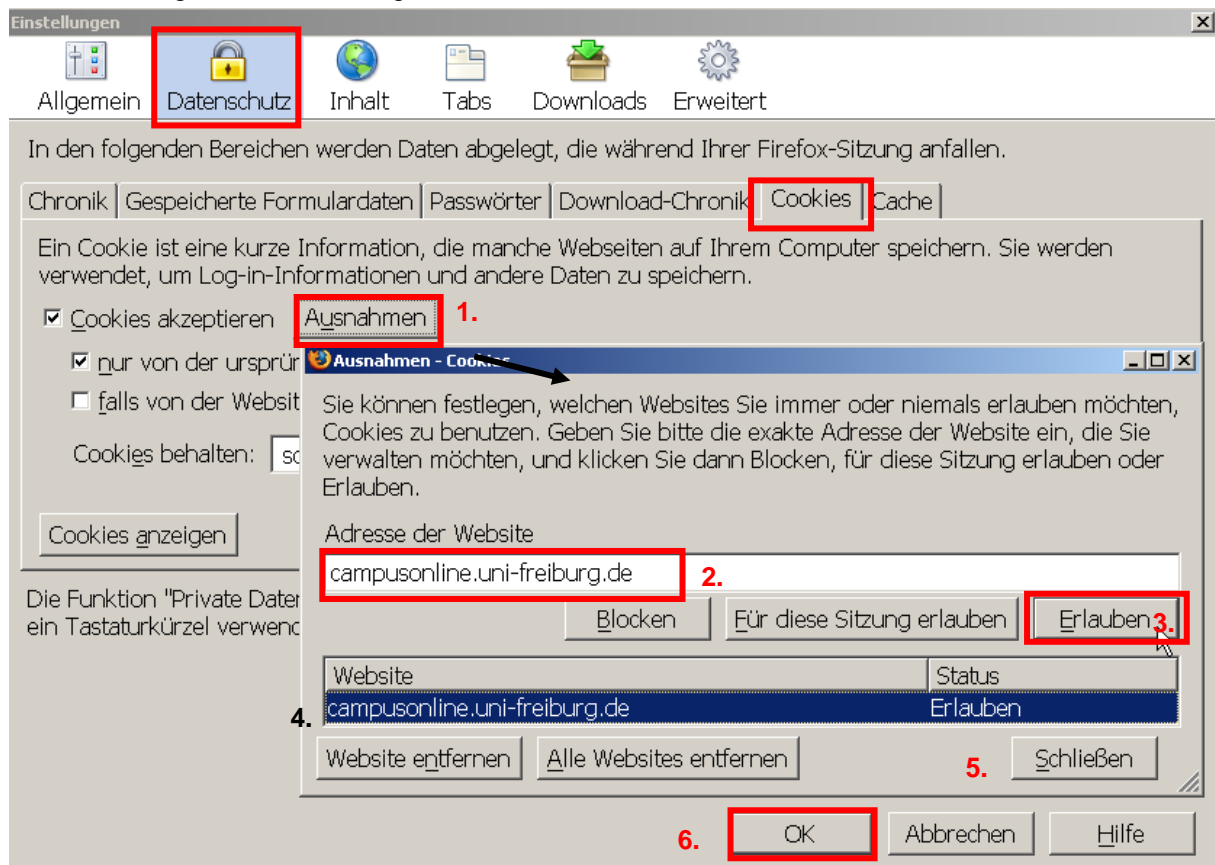 Einstellungen
Allgemein Datenschutz Inhalt Tabs Downloads Erweitert
In den folgenden Bereichen werden Daten abgelegt, die während Ihrer Firefox-Sitzung anfallen.
Chronik Gespeicherte Formulardaten Passwörter Download-Chronik Cookies Cache
Ein Cookie ist eine kurze Information, die manche Webseiten auf Ihrem Computer speichern. Sie werden
verwendet, um Log-in-Informationen und andere Daten zu speichern.
Cookies akzeptieren Ausnahmen 1.
nur von der ursprür
falls von der Websit
Cookies behalten: so
Cookies anzeigen
Die Funktion "Private Daten
ein Tastaturkürzel verwend
Ausnahmen - Cookies
Sie können festlegen, welchen Websites Sie immer oder niemals erlauben möchten,
Cookies zu benutzen. Geben Sie bitte die exakte Adresse der Website ein, die Sie
verwalten möchten, und klicken Sie dann Blocken, für diese Sitzung erlauben oder
Erlauben.
Adresse der Website
campusonline.uni-freiburg.de 2.
Blocken Für diese Sitzung erlauben Erlauben 3.
Website Status
4. campusonline.uni-freiburg.de Erlauben
Website entfernen Alle Websites entfernen 5. Schließen
6. OK Abbrechen Hilfe